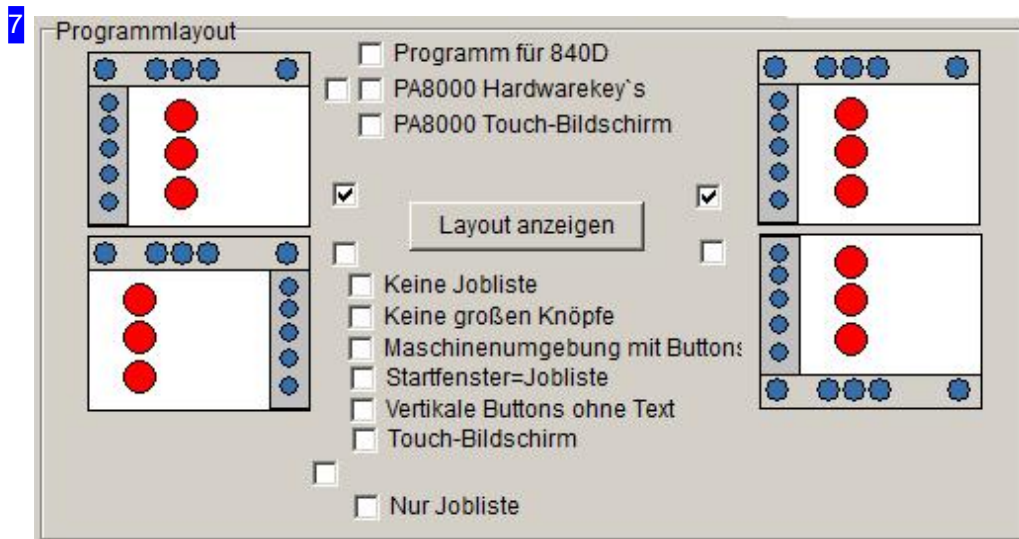 7
Programmlayout
Programm für 840D
PA8000 Hardwarekey`s
PA8000 Touch-Bildschirm
Layout anzeigen
Keine Jobliste
Keine großen Knöpfe
Maschinenumgebung mit Buttons
Startfenster=Jobliste
Vertikale Buttons ohne Text
Touch-Bildschirm
Nur Jobliste